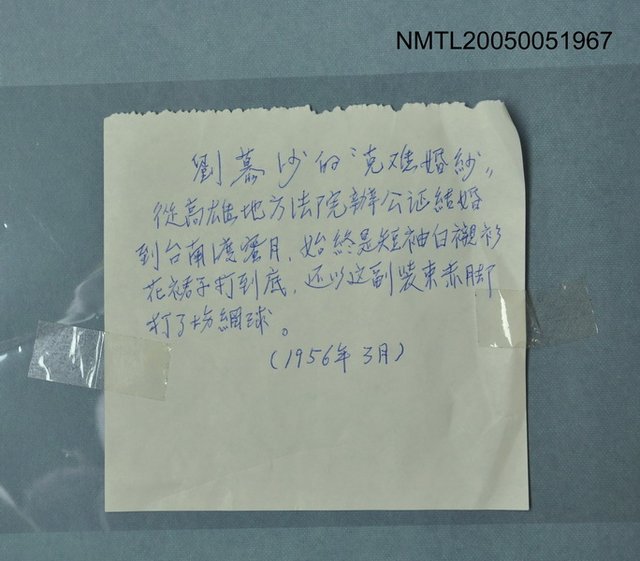 NMTL20050051967
劉慕沙的“克难婚紗”
從高雄地方法院辦公证結婚
到台南渡蜜月，始終是短袖白襯衫
花裙子打到底，还以这副裝束赤脚
打了场網球。
(1956年3月)